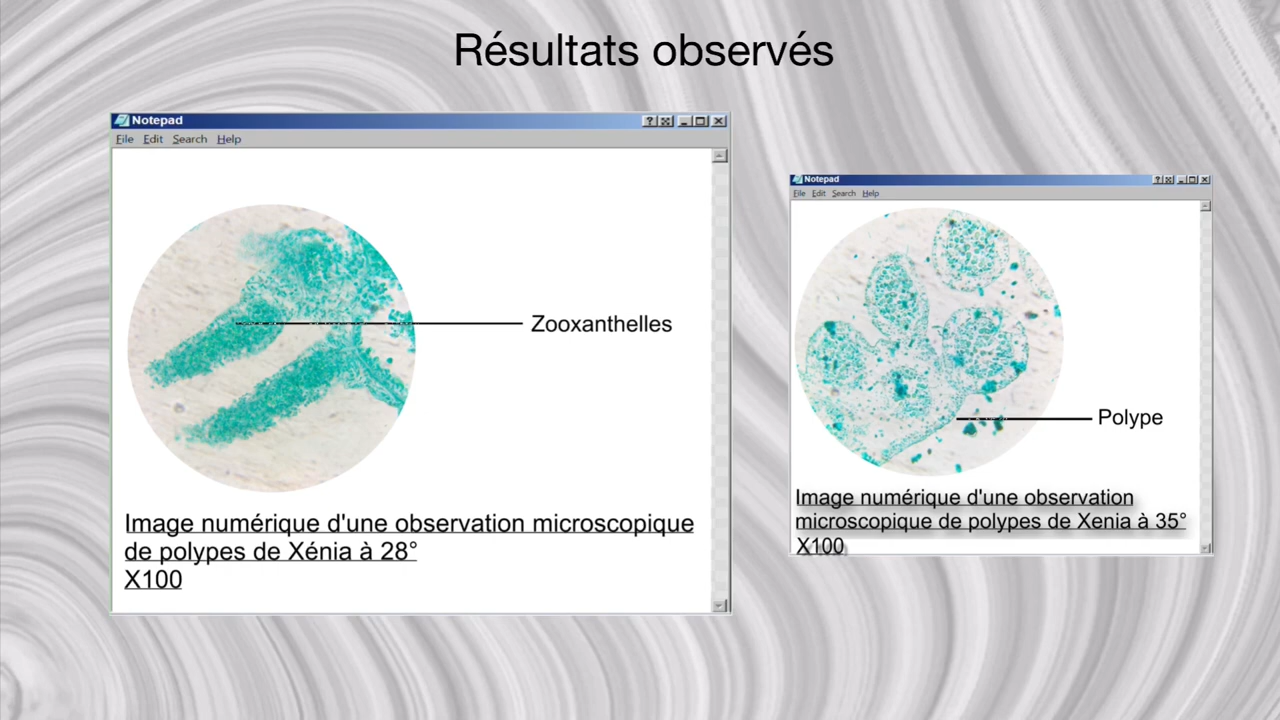 Résultats observés
Notepad
File Edit Search Help
Zooxanthelles
Image numérique d'une observation microscopique
de polypes de Xénia à 28°
X100
Notepad
File Edit Search Help
Polype
Image numérique d'une observation
microscopique de polypes de Xenia à 35°
X100